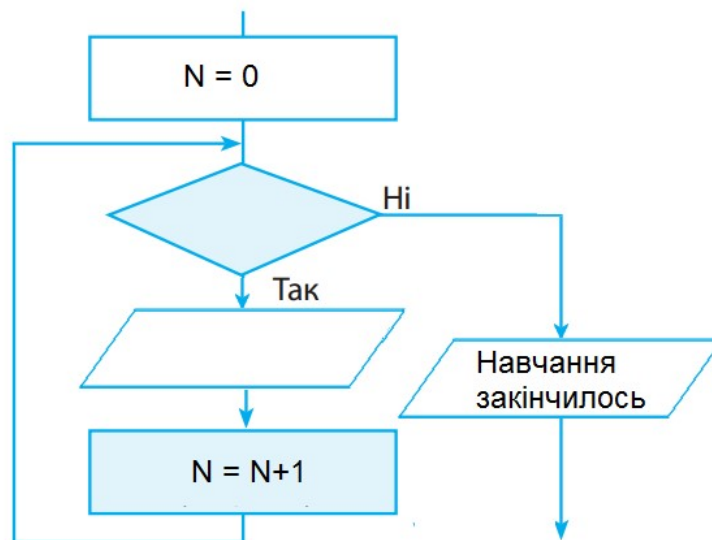 N = 0
Ні
Так
Навчання
закінчилось
N = N+1